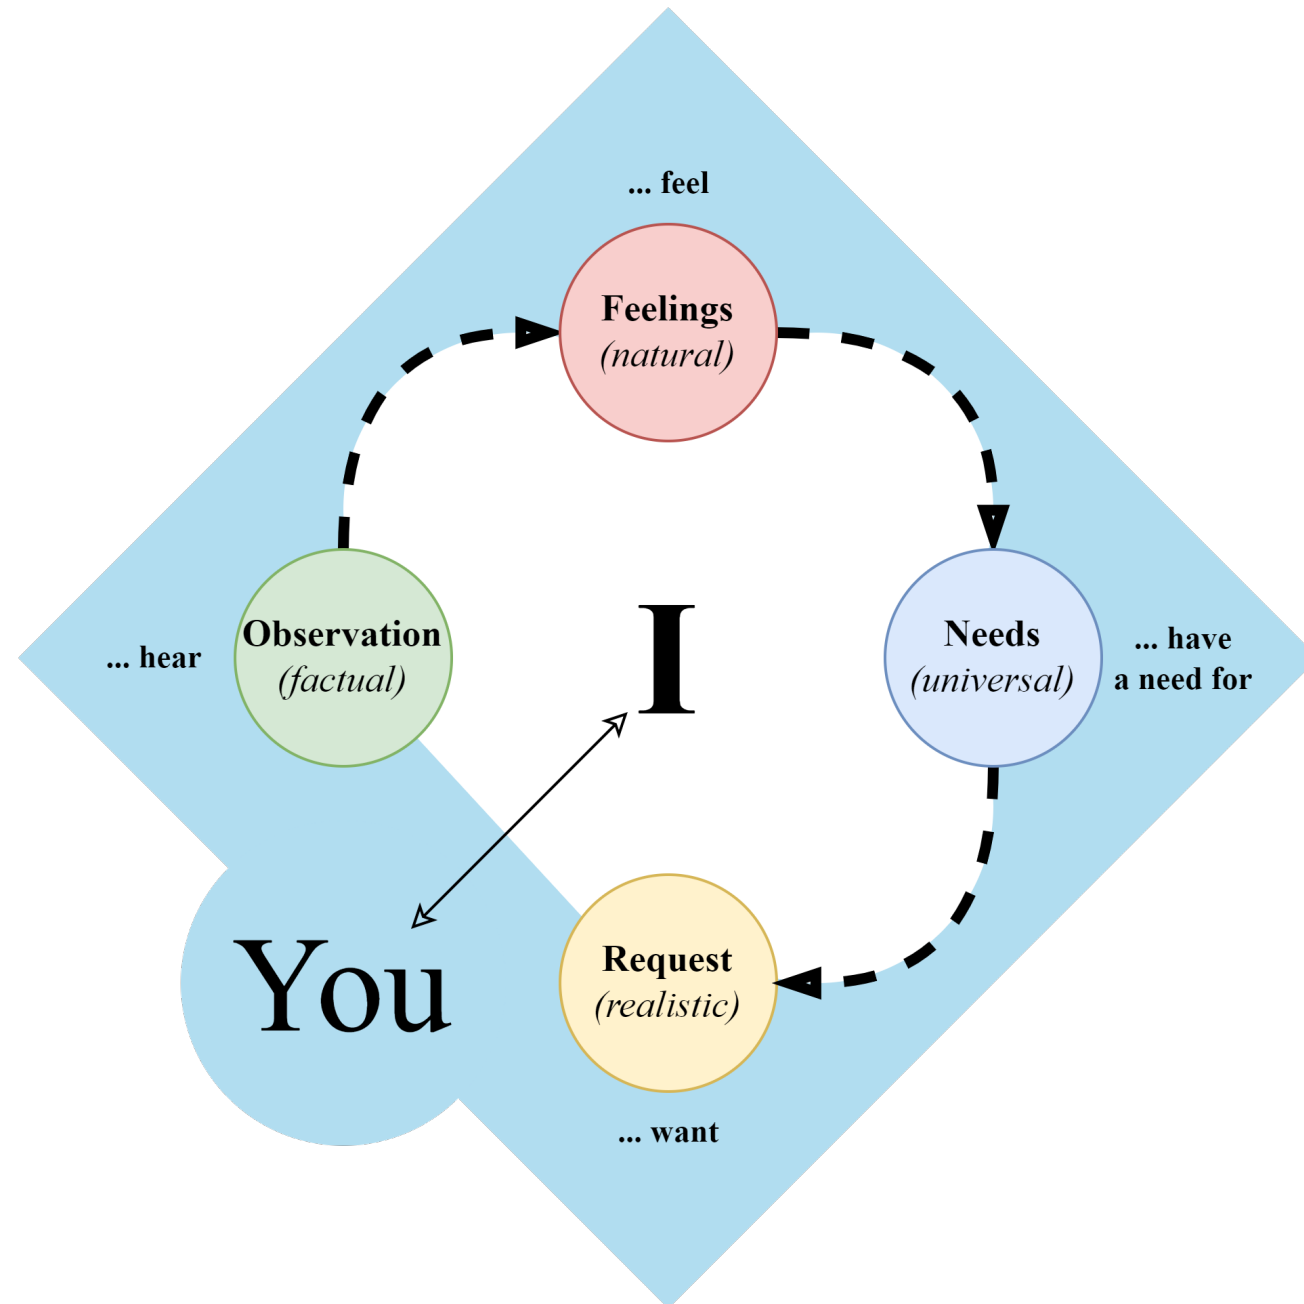 ... feel
Feelings
(natural)
... hear
Observation
(factual)
I
Needs
(universal)
... have
a need for
You
Request
(realistic)
... want